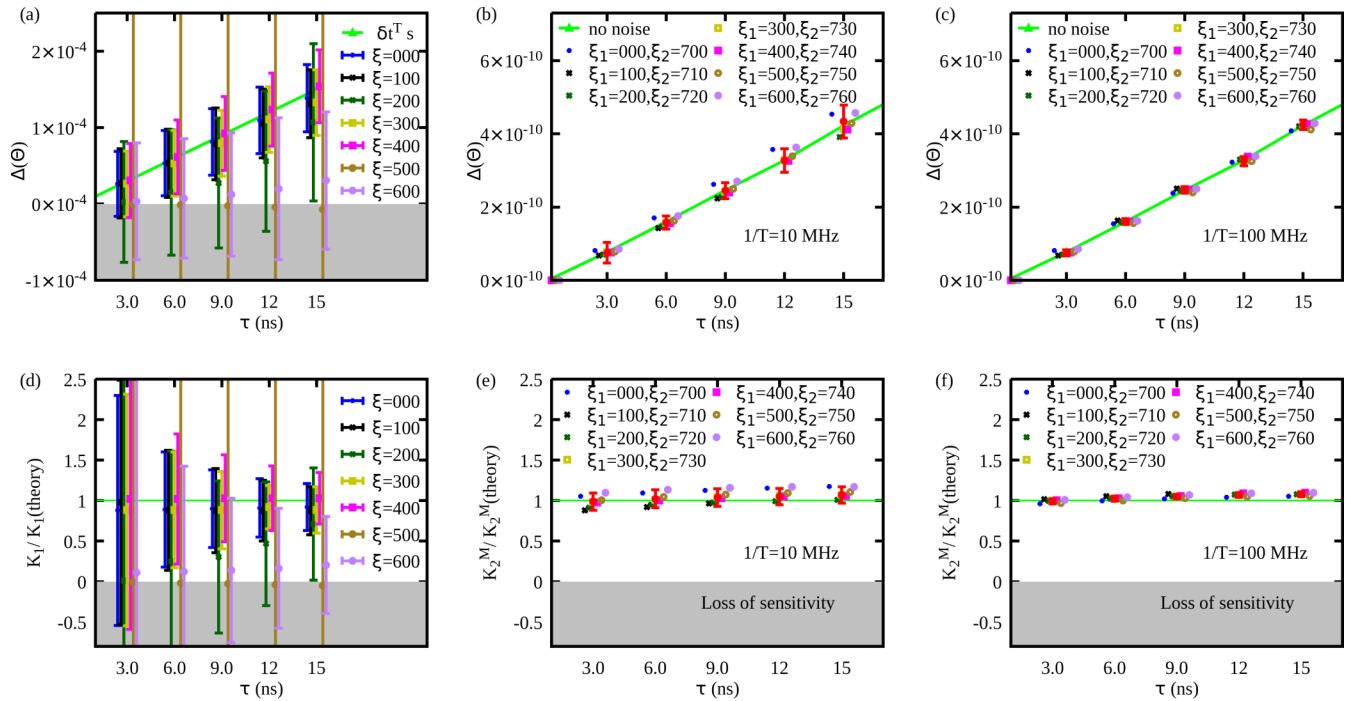 (a)
Δ(Θ)
2×10⁻⁴
1×10⁻⁴
0×10⁻⁴
-1×10⁻⁴
3.0 6.0 9.0 12 15
τ (ns)
δtᵀ s
ξ=000
ξ=100
ξ=200
ξ=300
ξ=400
ξ=500
ξ=600
(b)
Δ(Θ)
6×10⁻¹⁰
4×10⁻¹⁰
2×10⁻¹⁰
0×10⁻¹⁰
3.0 6.0 9.0 12 15
τ (ns)
no noise
ξ₁=000,ξ₂=700
ξ₁=100,ξ₂=710
ξ₁=200,ξ₂=720
ξ₁=300,ξ₂=730
ξ₁=400,ξ₂=740
ξ₁=500,ξ₂=750
ξ₁=600,ξ₂=760
1/T=10 MHz
(c)
Δ(Θ)
6×10⁻¹⁰
4×10⁻¹⁰
2×10⁻¹⁰
0×10⁻¹⁰
3.0 6.0 9.0 12 15
τ (ns)
no noise
ξ₁=000,ξ₂=700
ξ₁=100,ξ₂=710
ξ₁=200,ξ₂=720
ξ₁=300,ξ₂=730
ξ₁=400,ξ₂=740
ξ₁=500,ξ₂=750
ξ₁=600,ξ₂=760
1/T=100 MHz
(d)
K₁/ K₁(theory)
2.5
2
1.5
1
0.5
0
-0.5
3.0 6.0 9.0 12 15
τ (ns)
ξ=000
ξ=100
ξ=200
ξ=300
ξ=400
ξ=500
ξ=600
(e)
K₂ᴹ/ K₂ᴹ(theory)
2.5
2
1.5
1
0.5
0
-0.5
3.0 6.0 9.0 12 15
τ (ns)
ξ₁=000,ξ₂=700
ξ₁=100,ξ₂=710
ξ₁=200,ξ₂=720
ξ₁=300,ξ₂=730
ξ₁=400,ξ₂=740
ξ₁=500,ξ₂=750
ξ₁=600,ξ₂=760
1/T=10 MHz
Loss of sensitivity
(f)
K₂ᴹ/ K₂ᴹ(theory)
2.5
2
1.5
1
0.5
0
-0.5
3.0 6.0 9.0 12 15
τ (ns)
ξ₁=000,ξ₂=700
ξ₁=100,ξ₂=710
ξ₁=200,ξ₂=720
ξ₁=300,ξ₂=730
ξ₁=400,ξ₂=740
ξ₁=500,ξ₂=750
ξ₁=600,ξ₂=760
1/T=100 MHz
Loss of sensitivity